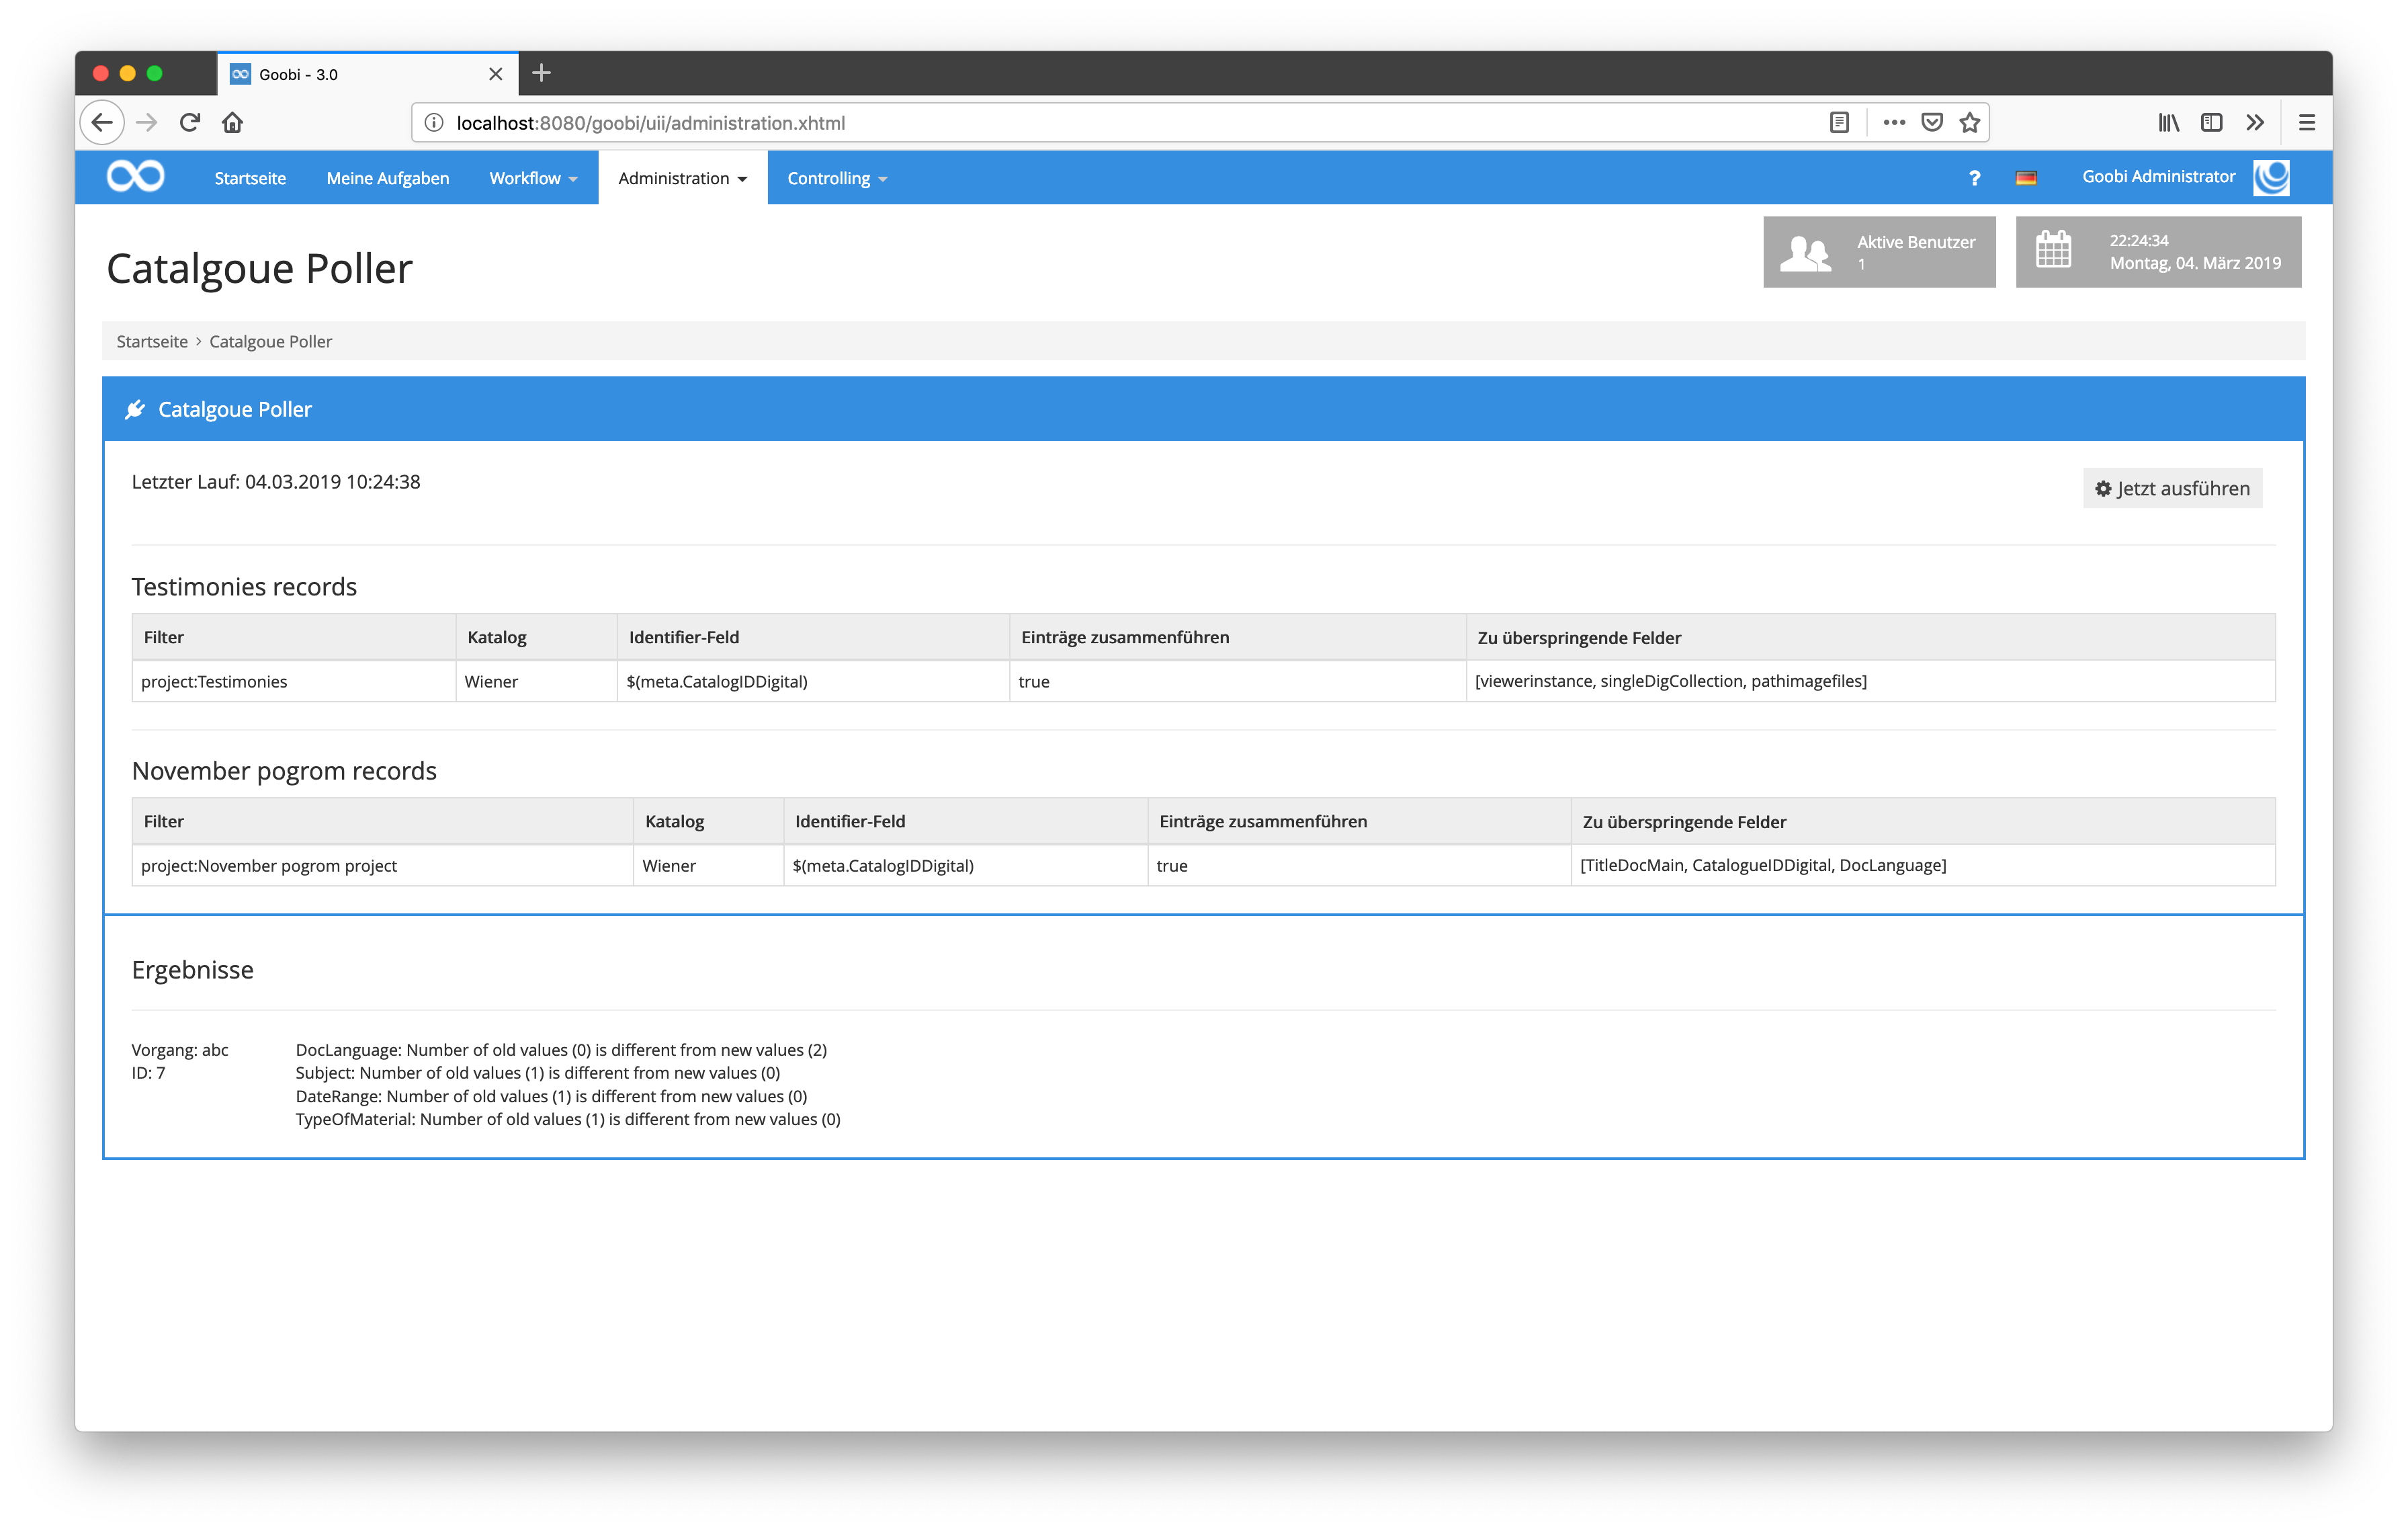 Goobi - 3.0
localhost:8080/goobi/uii/administration.xhtml
Startseite Meine Aufgaben Workflow Administration Controlling ? Goobi Administrator
Catalgoue Poller
Aktive Benutzer
1
22:24:34
Montag, 04. März 2019
Startseite › Catalgoue Poller
Catalgoue Poller
Letzter Lauf: 04.03.2019 10:24:38
Jetzt ausführen
Testimonies records
Filter Katalog Identifier-Feld Einträge zusammenführen Zu überspringende Felder
project:Testimonies Wiener $(meta.CatalogIDDigital) true [viewerinstance, singleDigCollection, pathimagefiles]
November pogrom records
Filter Katalog Identifier-Feld Einträge zusammenführen Zu überspringende Felder
project:November pogrom project Wiener $(meta.CatalogIDDigital) true [TitleDocMain, CatalogueIDDigital, DocLanguage]
Ergebnisse
Vorgang: abc
ID: 7
DocLanguage: Number of old values (0) is different from new values (2)
Subject: Number of old values (1) is different from new values (0)
DateRange: Number of old values (1) is different from new values (0)
TypeOfMaterial: Number of old values (1) is different from new values (0)